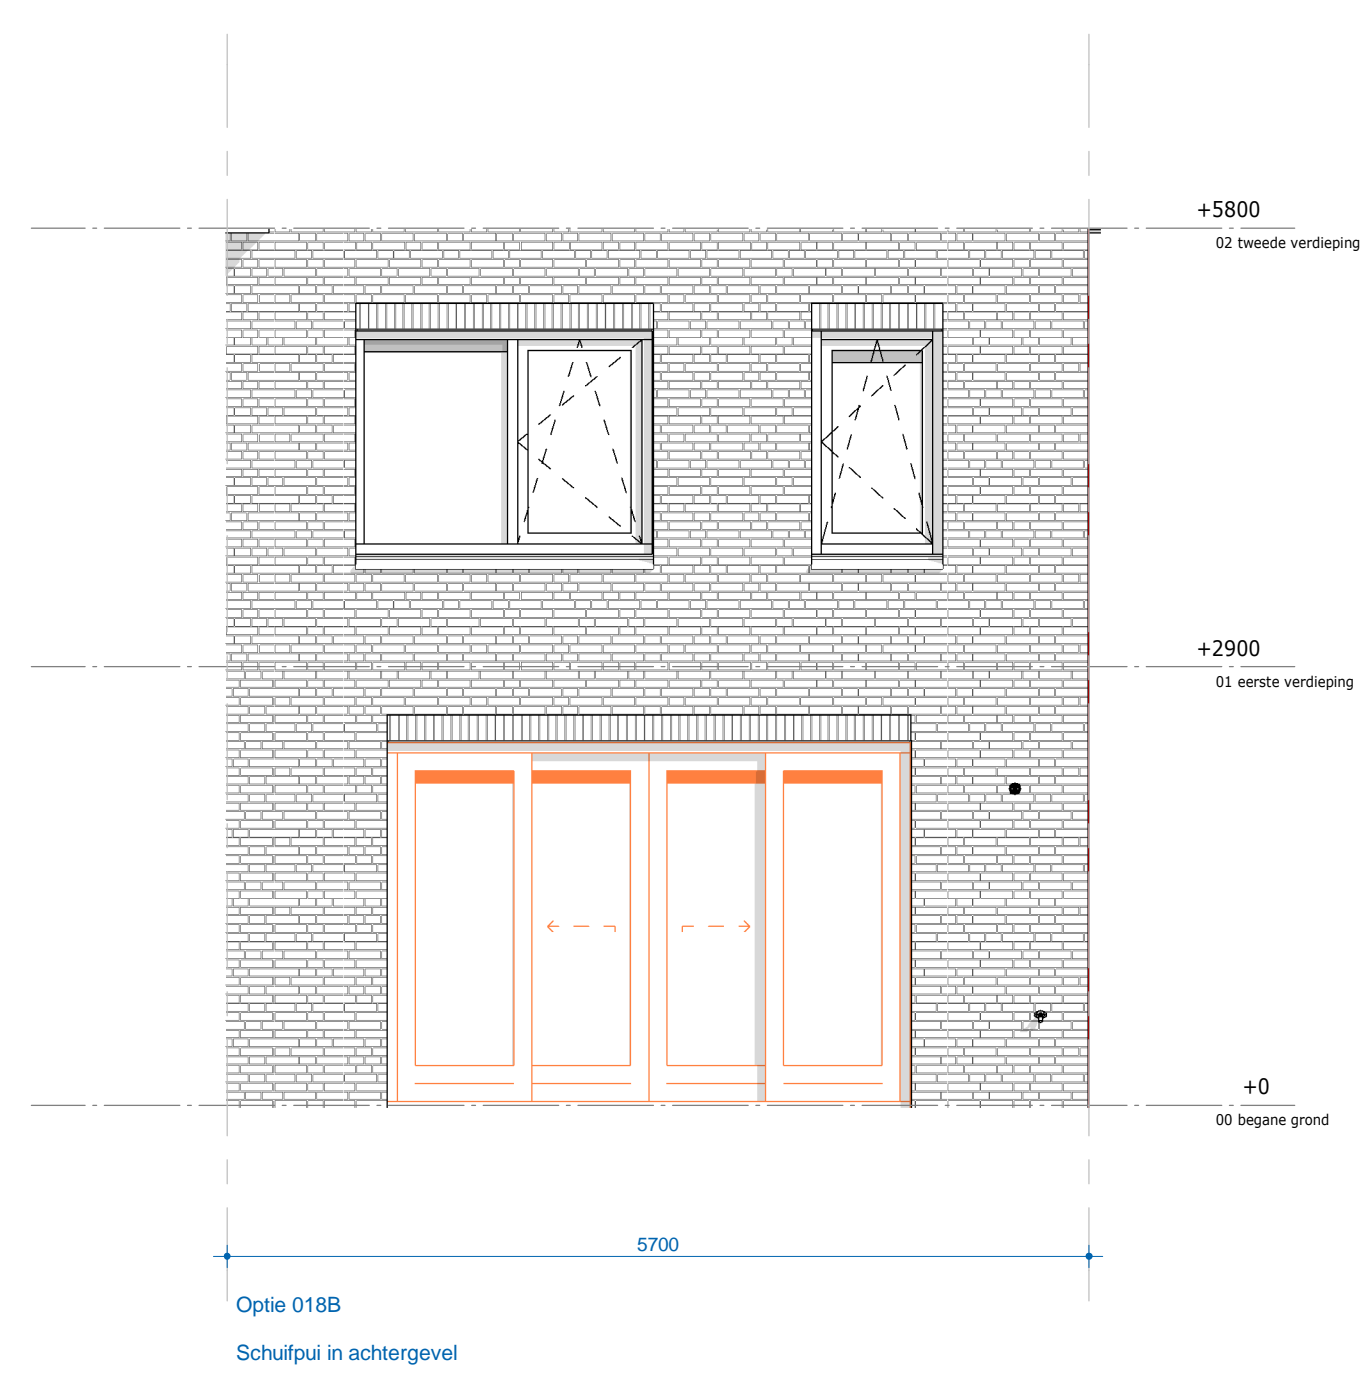 +5800
02 tweede verdieping
+2900
01 eerste verdieping
+0
00 begane grond
5700
Optie 018B
Schuifpui in achtergevel